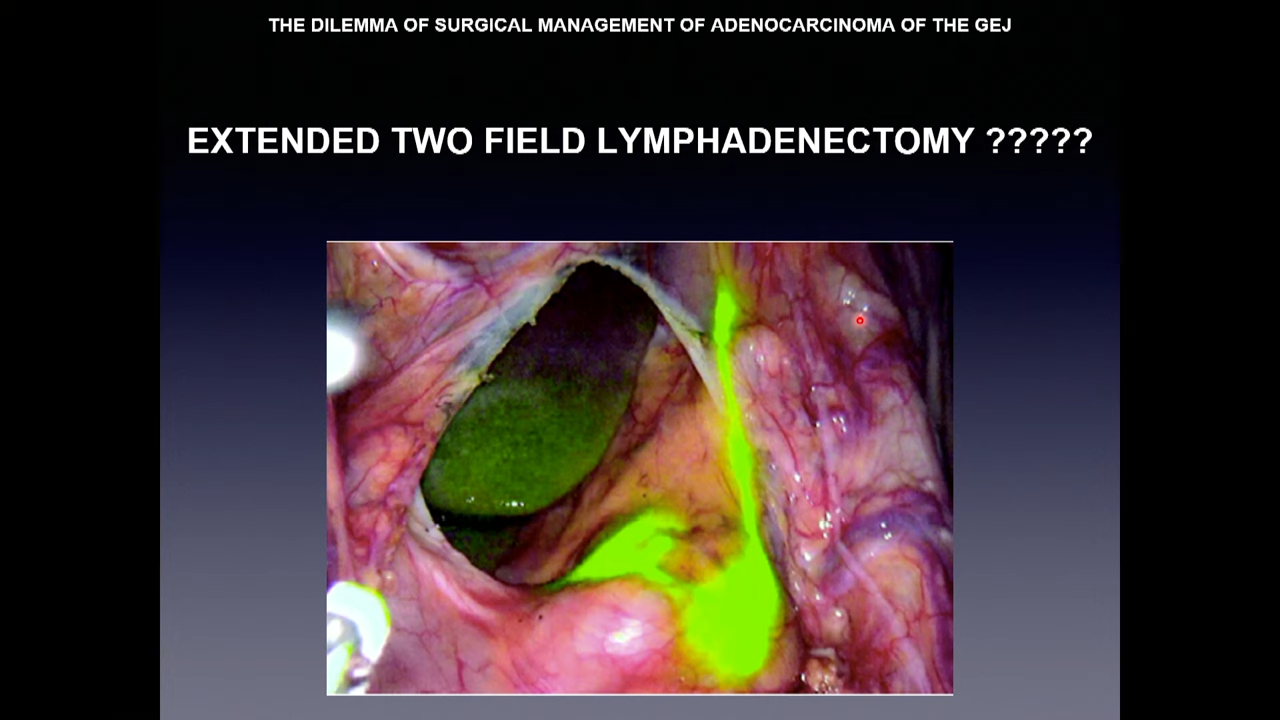 THE DILEMMA OF SURGICAL MANAGEMENT OF ADENOCARCINOMA OF THE GEJ
EXTENDED TWO FIELD LYMPHADENECTOMY ?????